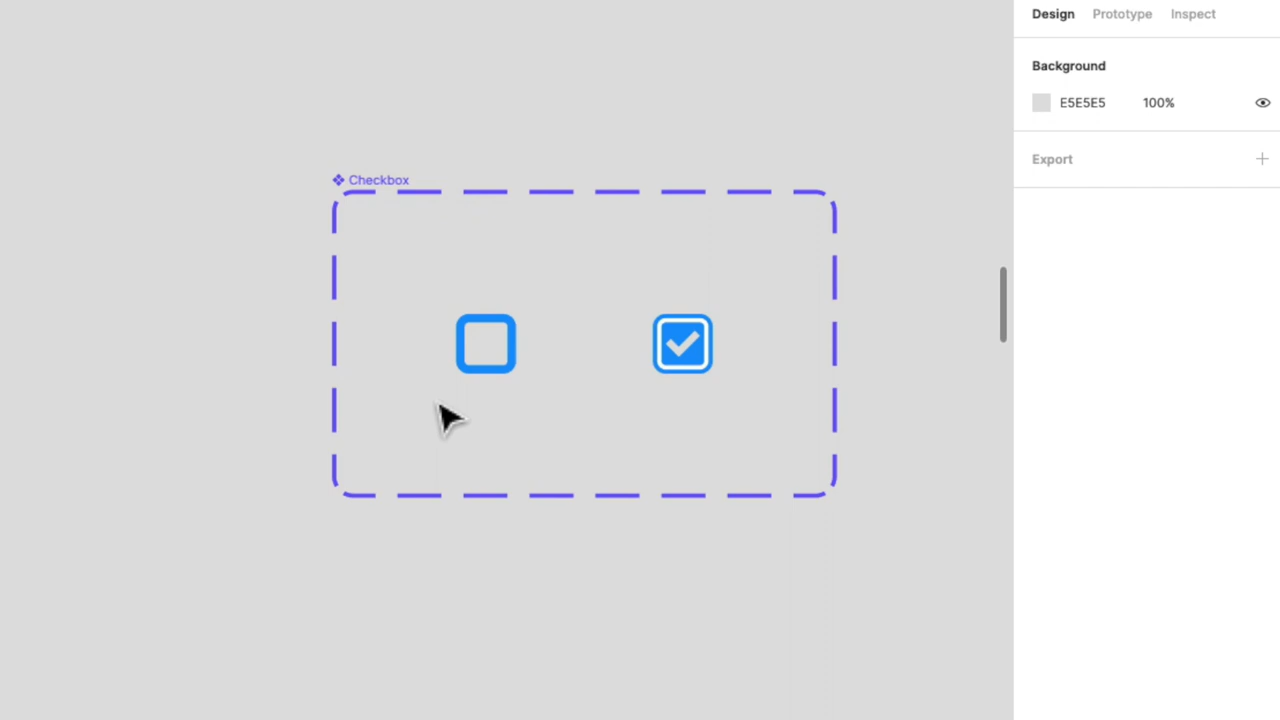 Design Prototype Inspect
Background
E5E5E5 100%
Export
Checkbox